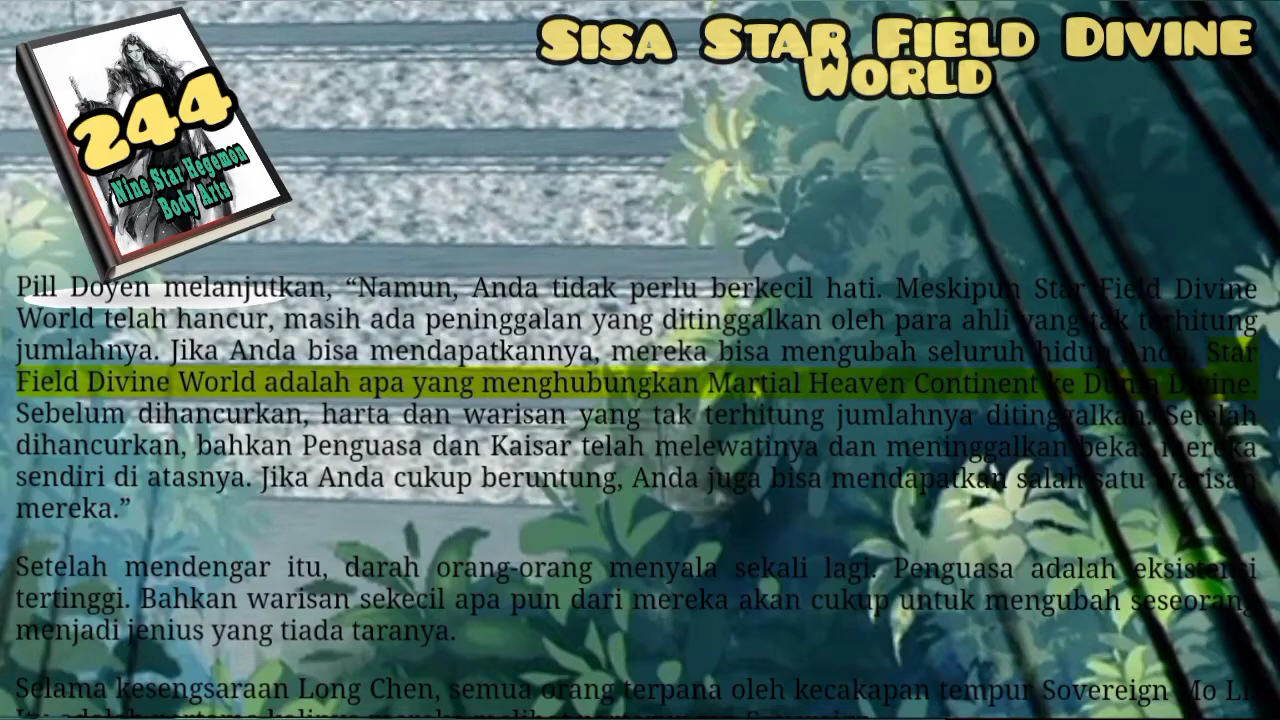 Sisa Star Field Divine
World
244
Nine Star Hegemon
Body Arts
Pill Doyen melanjutkan, “Namun, Anda tidak perlu berkecil hati. Meskipun Star Field Divine
World telah hancur, masih ada peninggalan yang ditinggalkan oleh para ahli yang tak terhitung
jumlahnya. Jika Anda bisa mendapatkannya, mereka bisa mengubah seluruh hidup Anda. Star
Field Divine World adalah apa yang menghubungkan Martial Heaven Continent ke Dunia Divine.
Sebelum dihancurkan, harta dan warisan yang tak terhitung jumlahnya ditinggalkan. Setelah
dihancurkan, bahkan Penguasa dan Kaisar telah melewatinya dan meninggalkan bekas mereka
sendiri di atasnya. Jika Anda cukup beruntung, Anda juga bisa mendapatkan salah satu warisan
mereka.”
Setelah mendengar itu, darah orang-orang menyala sekali lagi. Penguasa adalah eksistensi
tertinggi. Bahkan warisan sekecil apa pun dari mereka akan cukup untuk mengubah seseorang
menjadi jenius yang tiada taranya.
Selama kesengsaraan Long Chen, semua orang terpana oleh kecakapan tempur Sovereign Mo Li.